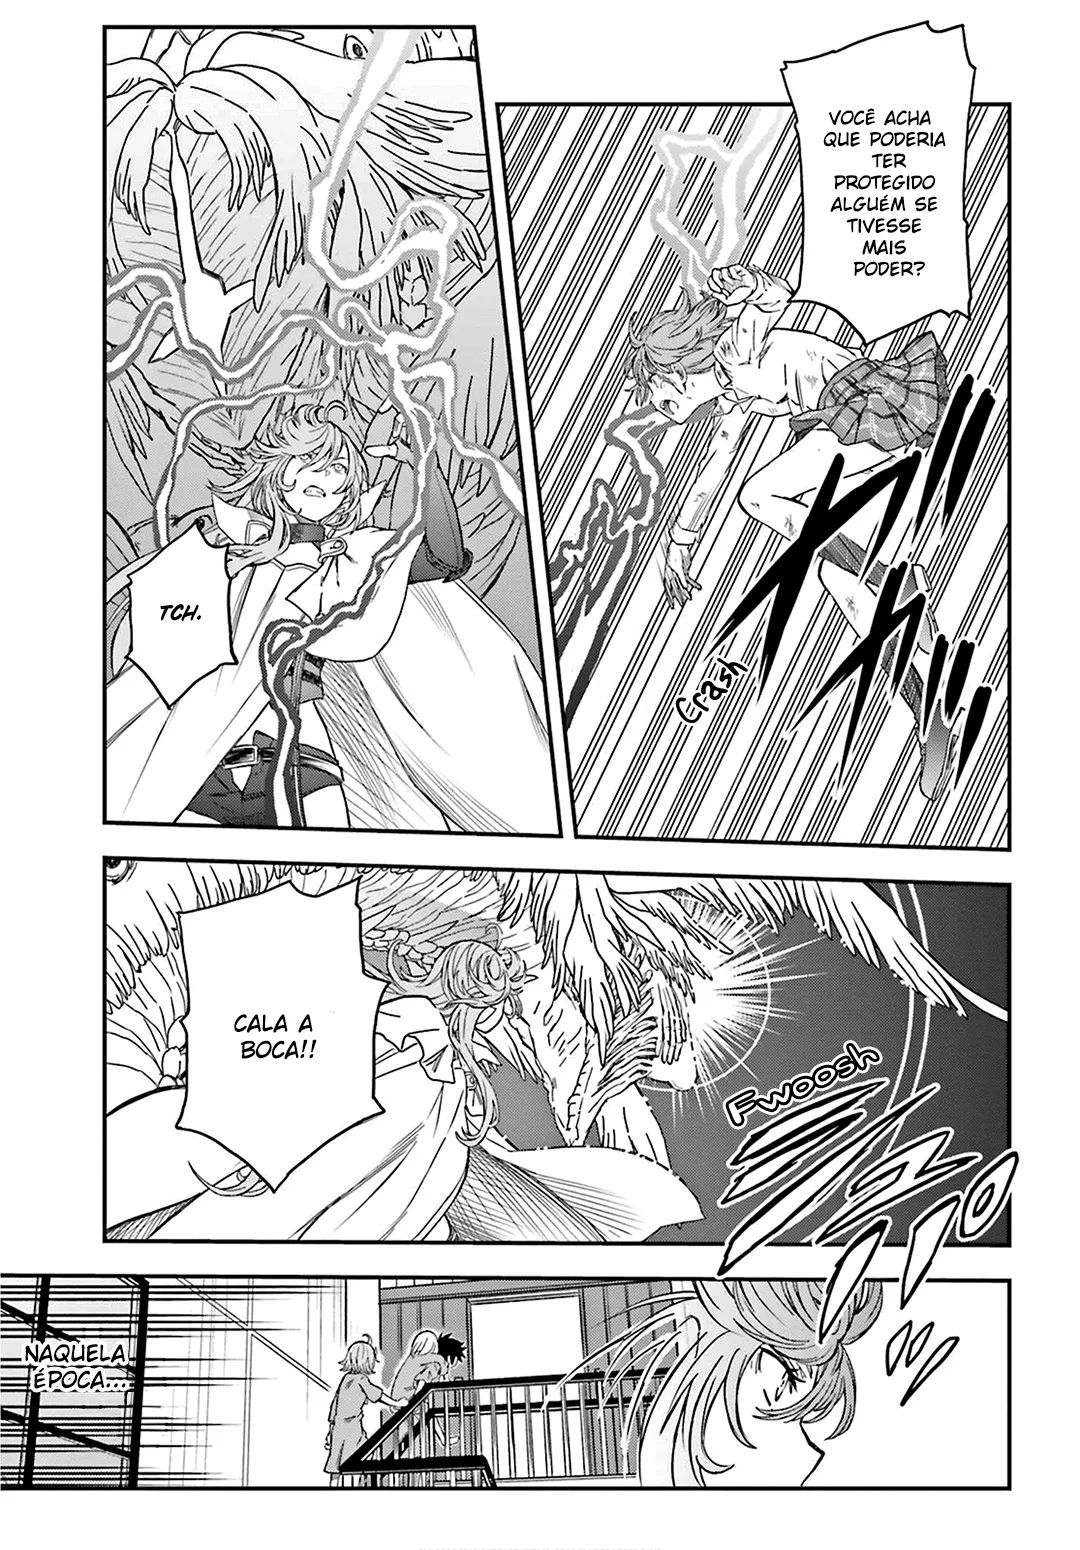 VOCÊ ACHA
QUE PODERIA
TER
PROTEGIDO
ALGUÉM SE
TIVESSE
MAIS
PODER?
Crash
TCH.
CALA A
BOCA!!
Fwoosh
NAQUELA
ÉPOCA...